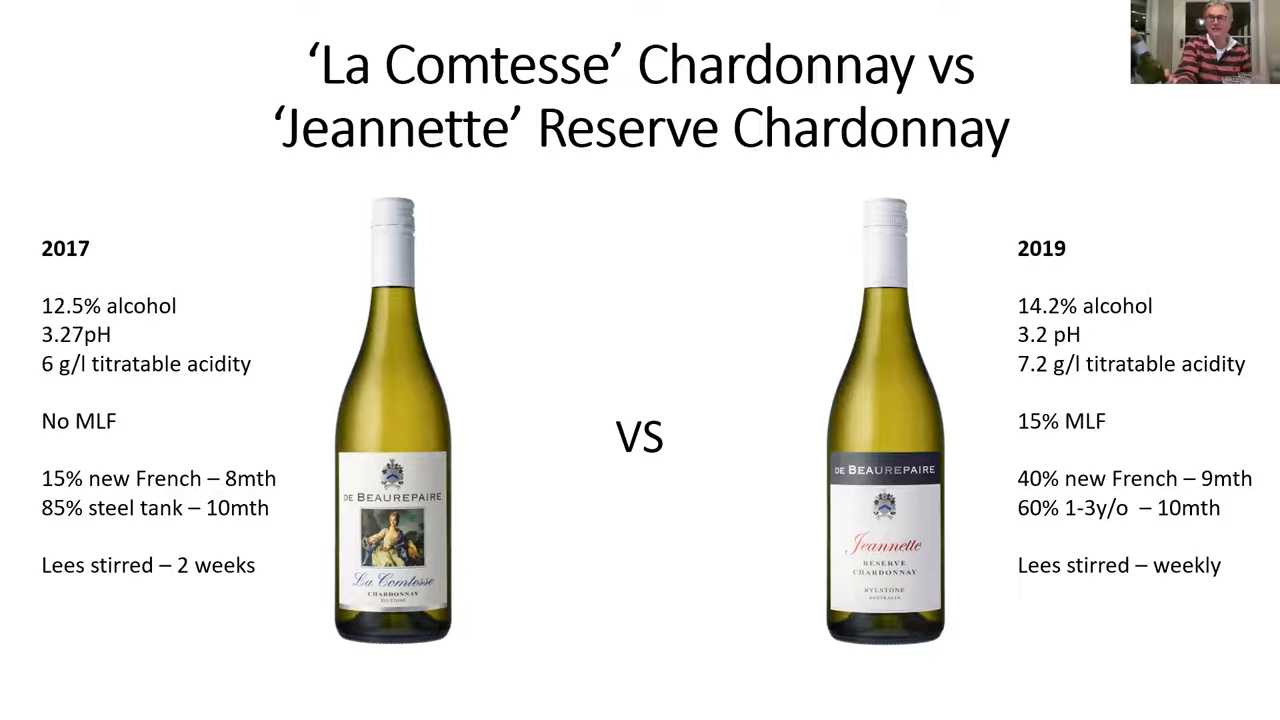 ‘La Comtesse’ Chardonnay vs
‘Jeannette’ Reserve Chardonnay
2017
12.5% alcohol
3.27pH
6 g/l titratable acidity
No MLF
15% new French – 8mth
85% steel tank – 10mth
Lees stirred – 2 weeks
DE BEAUREPAIRE
La Comtesse
CHARDONNAY
RYLSTONE
VS
DE BEAUREPAIRE
Jeannette
RESERVE
CHARDONNAY
RYLSTONE
AUSTRALIA
2019
14.2% alcohol
3.2 pH
7.2 g/l titratable acidity
15% MLF
40% new French – 9mth
60% 1-3y/o – 10mth
Lees stirred – weekly